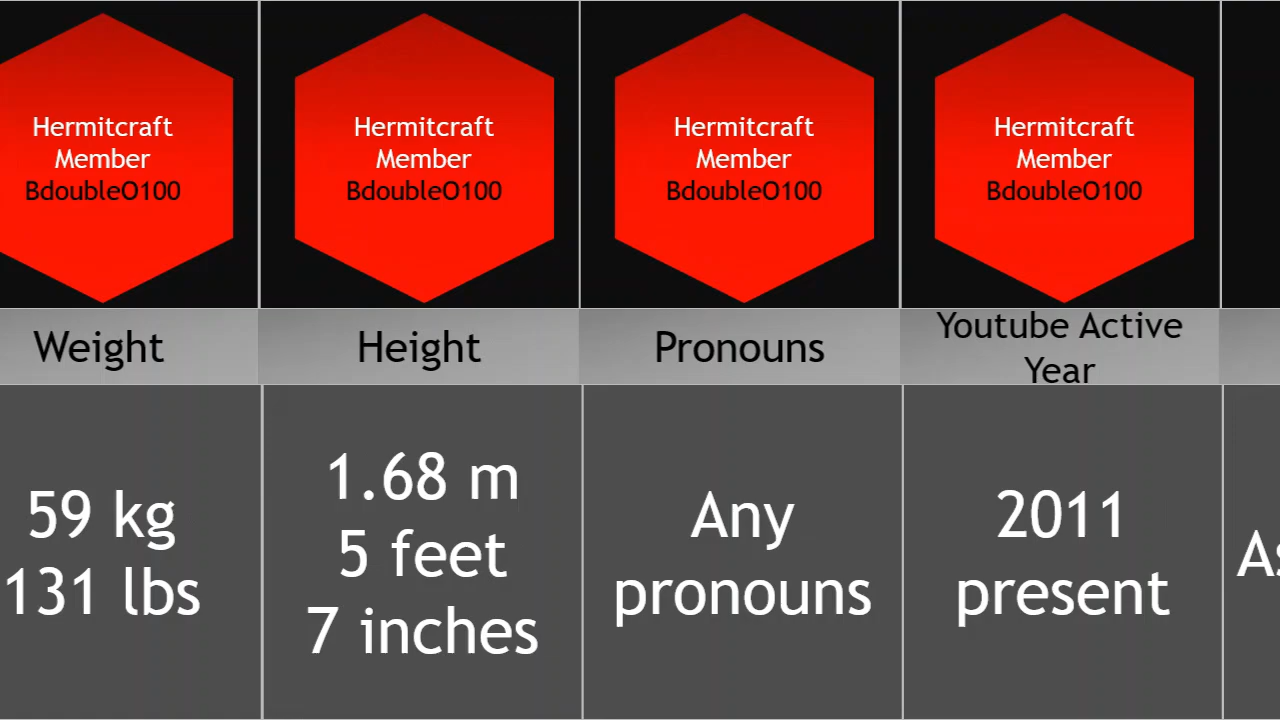 Hermitcraft
Member
BdoubleO100
Hermitcraft
Member
BdoubleO100
Hermitcraft
Member
BdoubleO100
Hermitcraft
Member
BdoubleO100
Weight
Height
Pronouns
Youtube Active
Year
59 kg
131 lbs
1.68 m
5 feet
7 inches
Any
pronouns
2011
present